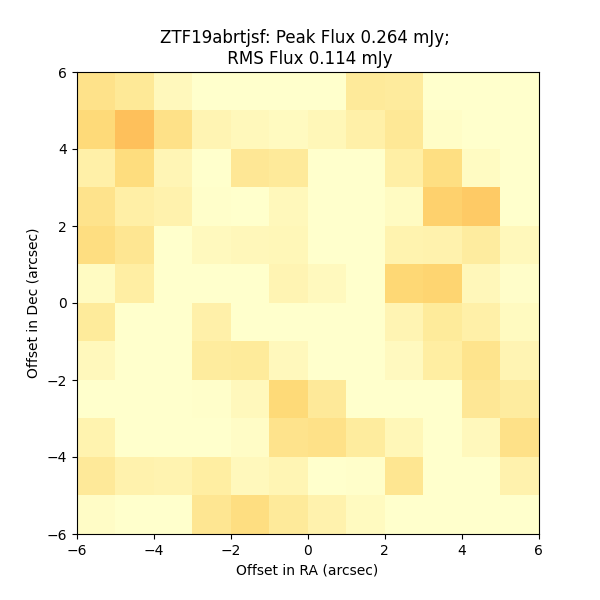 ZTF19abrtjsf: Peak Flux 0.264 mJy;
RMS Flux 0.114 mJy
6
4
2
0
−2
−4
−6
Offset in Dec (arcsec)
−6 −4 −2 0 2 4 6
Offset in RA (arcsec)